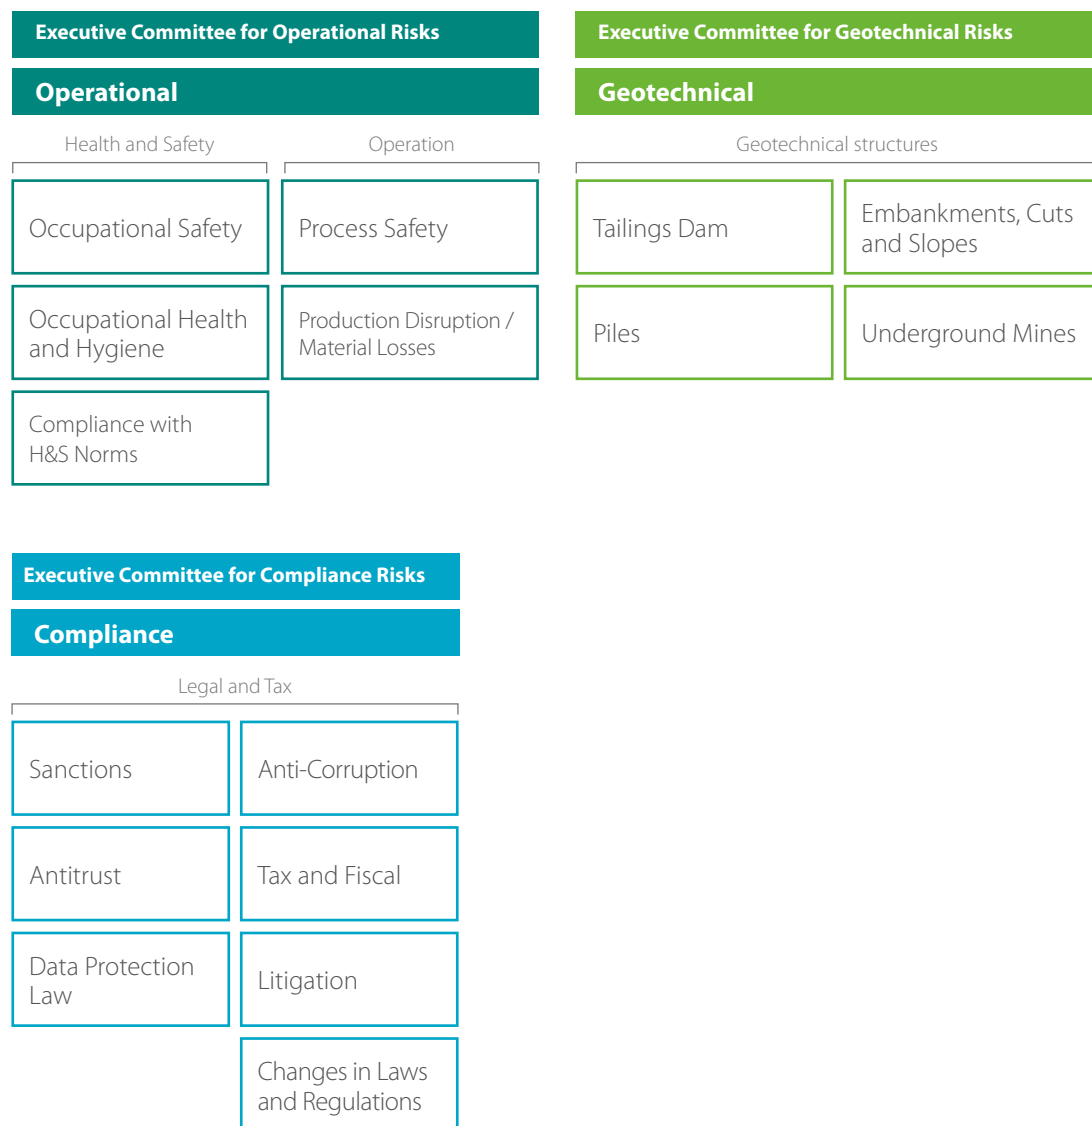 Executive Committee for Operational Risks
Operational
Health and Safety
Occupational Safety
Occupational Health
and Hygiene
Compliance with
H&S Norms
Operation
Process Safety
Production Disruption /
Material Losses
Executive Committee for Geotechnical Risks
Geotechnical
Geotechnical structures
Tailings Dam
Embankments, Cuts
and Slopes
Piles
Underground Mines
Executive Committee for Compliance Risks
Compliance
Legal and Tax
Sanctions
Anti-Corruption
Antitrust
Tax and Fiscal
Data Protection
Law
Litigation
Changes in Laws
and Regulations